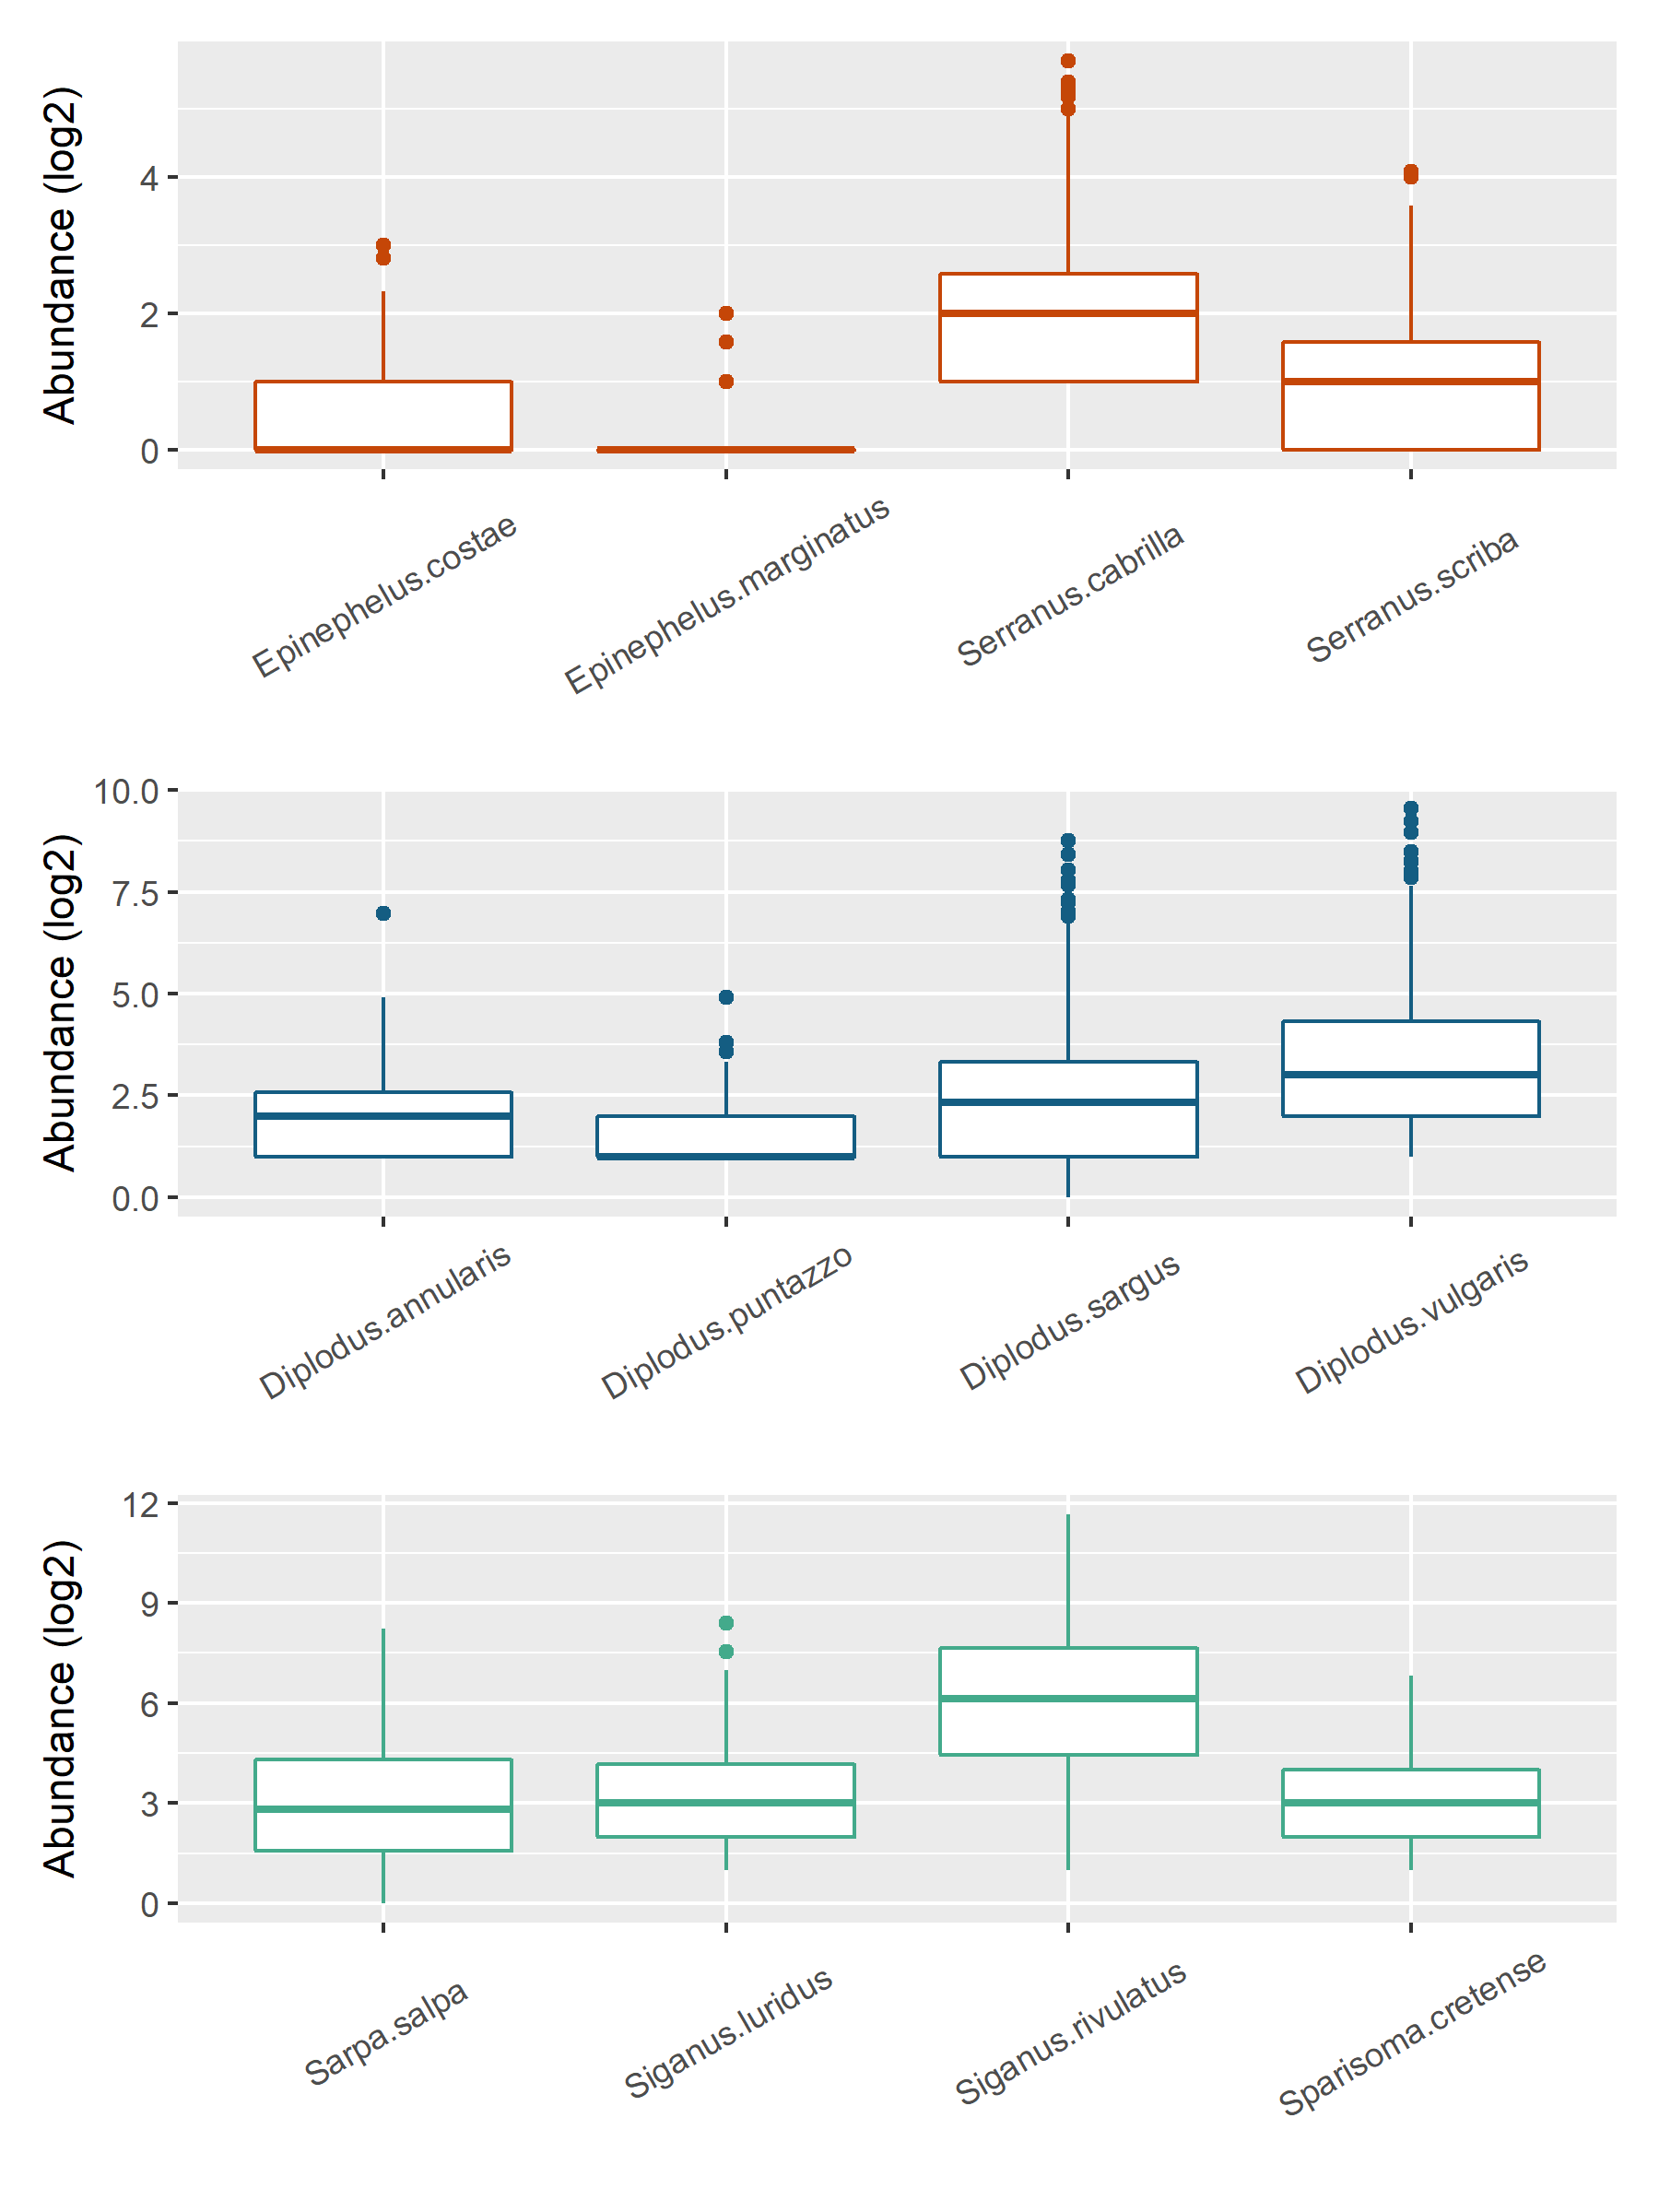 Abundance (log2)
4
2
0
Epinephelus.costae
Epinephelus.marginatus
Serranus.cabrilla
Serranus.scriba
Abundance (log2)
10.0
7.5
5.0
2.5
0.0
Diplodus.annularis
Diplodus.puntazzo
Diplodus.sargus
Diplodus.vulgaris
Abundance (log2)
12
9
6
3
0
Sarpa.salpa
Siganus.luridus
Siganus.rivulatus
Sparisoma.cretense